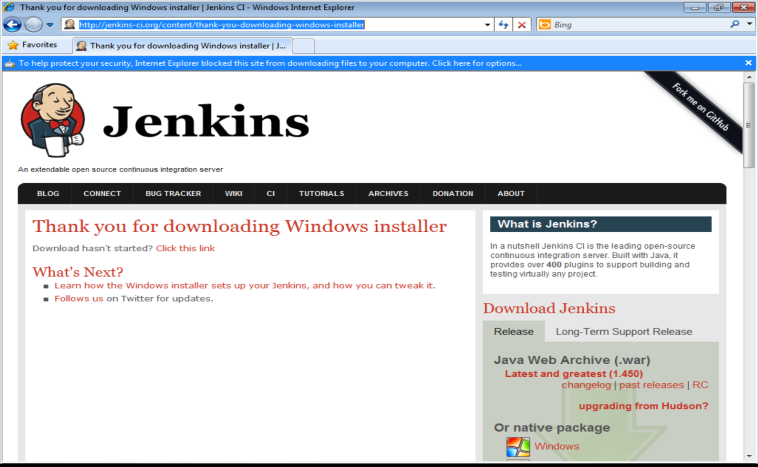 Thank you for downloading Windows installer | Jenkins CI - Windows Internet Explorer
http://jenkins-ci.org/content/thank-you-downloading-windows-installer
Bing
Favorites
Thank you for downloading Windows installer | J...
To help protect your security, Internet Explorer blocked this site from downloading files to your computer. Click here for options...
Fork me on GitHub
Jenkins
An extendable open source continuous integration server
BLOG CONNECT BUG TRACKER WIKI CI TUTORIALS ARCHIVES DONATION ABOUT
Thank you for downloading Windows installer
Download hasn't started? Click this link
What's Next?
Learn how the Windows installer sets up your Jenkins, and how you can tweak it.
Follows us on Twitter for updates.
What is Jenkins?
In a nutshell Jenkins CI is the leading open-source
continuous integration server. Built with Java, it
provides over 400 plugins to support building and
testing virtually any project.
Download Jenkins
Release Long-Term Support Release
Java Web Archive (.war)
Latest and greatest (1.450)
changelog | past releases | RC
upgrading from Hudson?
Or native package
Windows